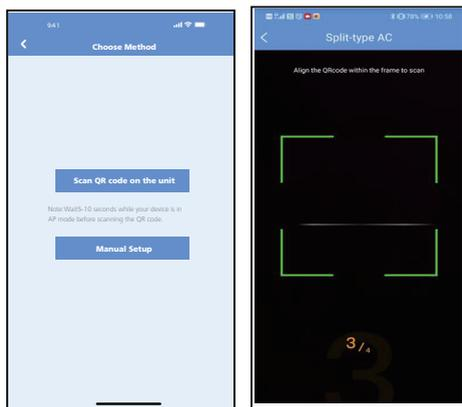 9:41
Choose Method
Scan QR code on the unit
Note:Wait5-10 seconds while your device is in
AP mode before scanning the QR code.
Manual Setup
78% 10:58
Split-type AC
Align the QRcode within the frame to scan
3/4
3